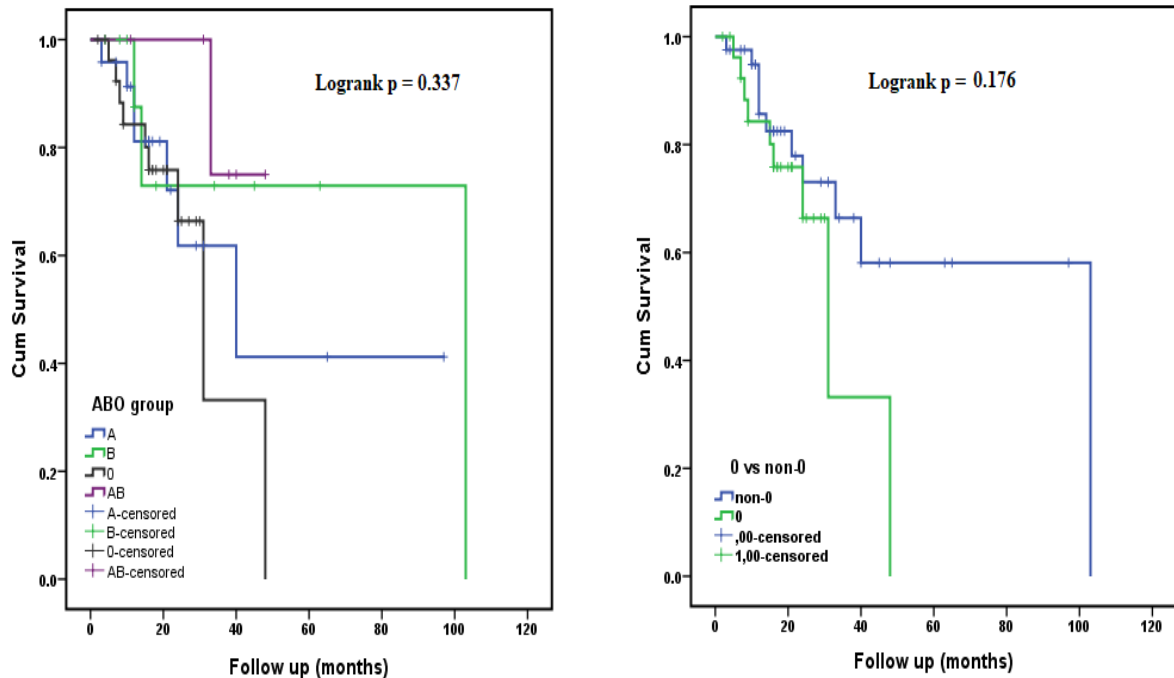 Logrank p = 0.337
1.0
0.8
0.6
0.4
0.2
0.0
Cum Survival
ABO group
A
B
0
AB
A-censored
B-censored
0-censored
AB-censored
0 20 40 60 80 100 120
Follow up (months)
Logrank p = 0.176
1.0
0.8
0.6
0.4
0.2
0.0
Cum Survival
0 vs non-0
non-0
0
,00-censored
1,00-censored
0 20 40 60 80 100 120
Follow up (months)